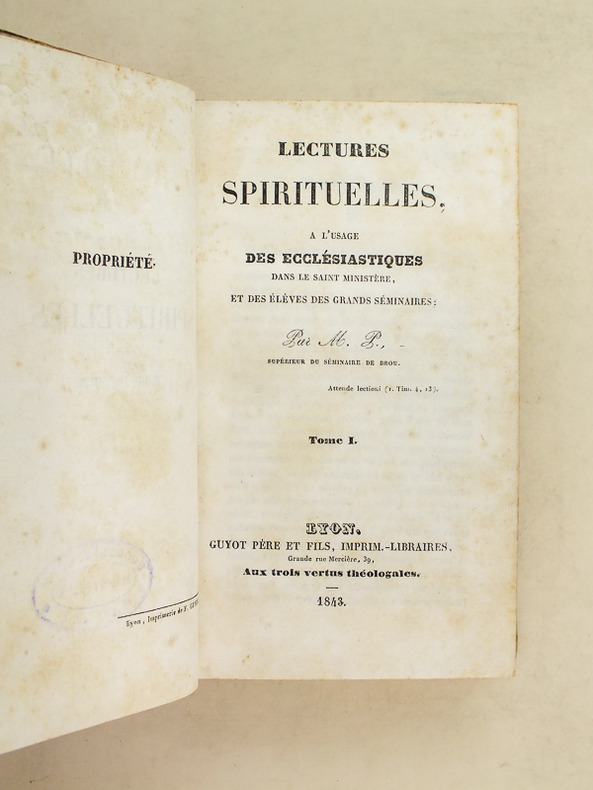 PROPRIÉTÉ.
Lyon, Imprimerie de F.
LECTURES
SPIRITUELLES,
A L'USAGE
DES ECCLÉSIASTIQUES
DANS LE SAINT MINISTÈRE,
ET DES ÉLÈVES DES GRANDS SÉMINAIRES;
Par M. P.,
SUPÉRIEUR DU SÉMINAIRE DE BROU.
Attende lectioni (1. Tim. 4, 13).
Tome I.
LYON.
GUYOT PÈRE ET FILS, IMPRIM.-LIBRAIRES,
Grande rue Mercière, 39,
Aux trois vertus théologales.
1843.